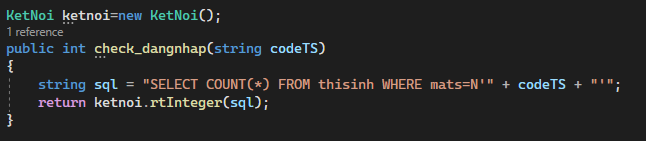 KetNoi ketnoi=new KetNoi();
1 reference
public int check_dangnhap(string codeTS)
{
string sql = "SELECT COUNT(*) FROM thisinh WHERE mats=N'" + codeTS + "'";
return ketnoi.rtInteger(sql);
}